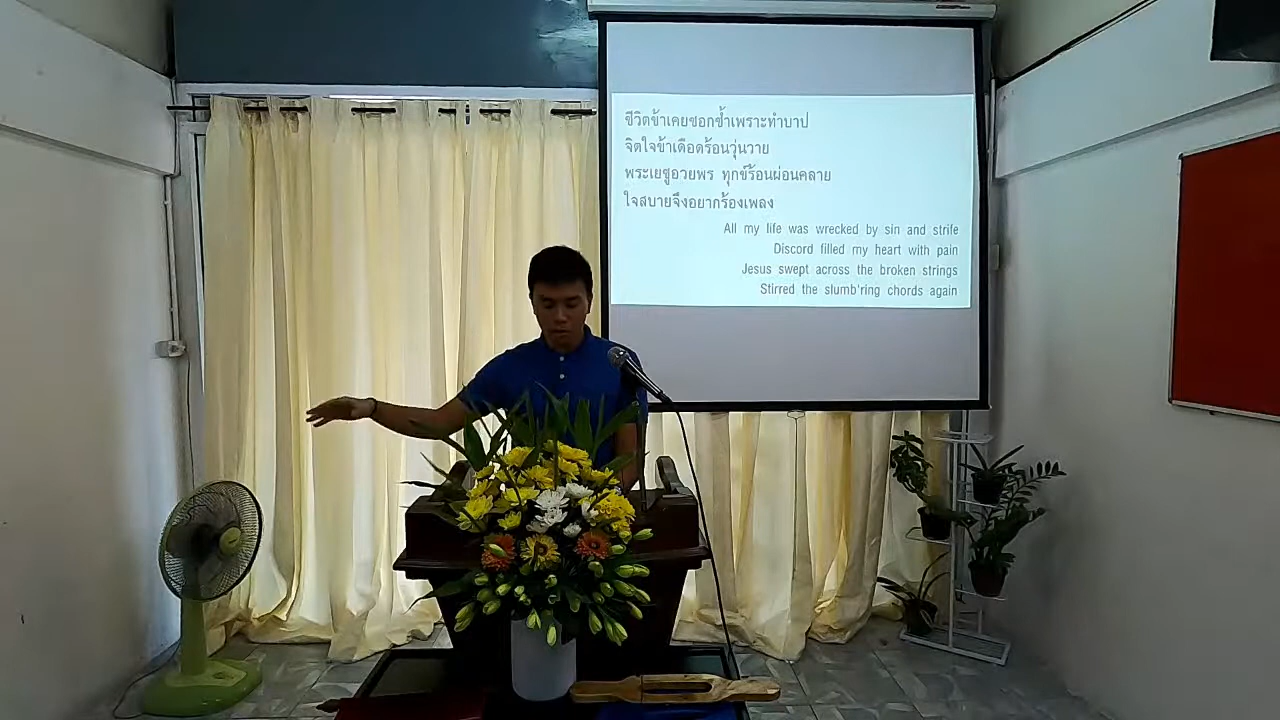 ชีวิตข้าเคยชอกช้ำเพราะทำบาป
จิตใจข้าเดือดร้อนวุ่นวาย
พระเยซูอวยพร ทุกข์ร้อนผ่อนคลาย
ใจสบายจึงอยากร้องเพลง
All my life was wrecked by sin and strife
Discord filled my heart with pain
Jesus swept across the broken strings
Stirred the slumb'ring chords again